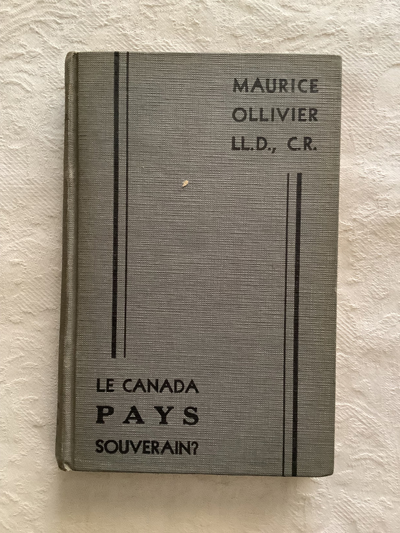 MAURICE
OLLIVIER
LL.D., C.R.
LE CANADA
PAYS
SOUVERAIN?